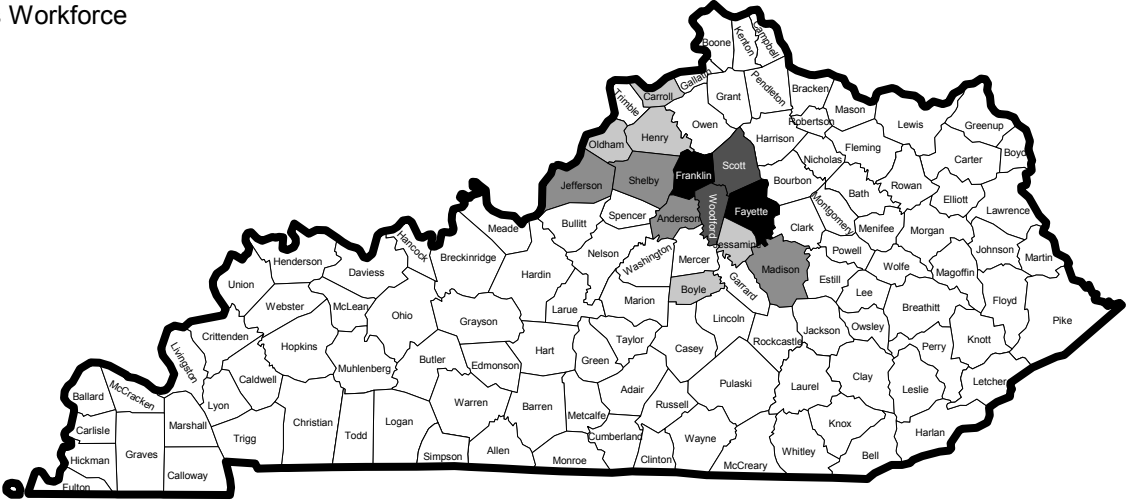 Workforce
Boone
Kenton
Campbell
Gallatin
Carroll
Trimble
Grant
Pendleton
Bracken
Mason
Robertson
Lewis
Greenup
Owen
Harrison
Henry
Oldham
Fleming
Carter
Boyd
Nicholas
Scott
Franklin
Shelby
Jefferson
Bourbon
Bath
Rowan
Elliott
Lawrence
Montgomery
Menifee
Morgan
Woodford
Fayette
Anderson
Spencer
Bullitt
Clark
Meade
Jessamine
Powell
Johnson
Martin
Hancock
Breckinridge
Nelson
Washington
Mercer
Madison
Estill
Wolfe
Magoffin
Henderson
Daviess
Hardin
Garrard
Boyle
Lee
Union
Webster
McLean
Ohio
Larue
Marion
Breathitt
Floyd
Pike
Lincoln
Grayson
Jackson
Owsley
Crittenden
Taylor
Rockcastle
Knott
Perry
Hopkins
Casey
Hart
Green
Livingston
Butler
Edmonson
Muhlenberg
Caldwell
Pulaski
Laurel
Clay
Leslie
Letcher
Adair
Ballard
McCracken
Lyon
Warren
Barren
Russell
Metcalfe
Marshall
Christian
Logan
Todd
Knox
Carlisle
Trigg
Cumberland
Wayne
Harlan
Graves
Hickman
Simpson
Allen
Monroe
Clinton
McCreary
Whitley
Bell
Calloway
Fulton